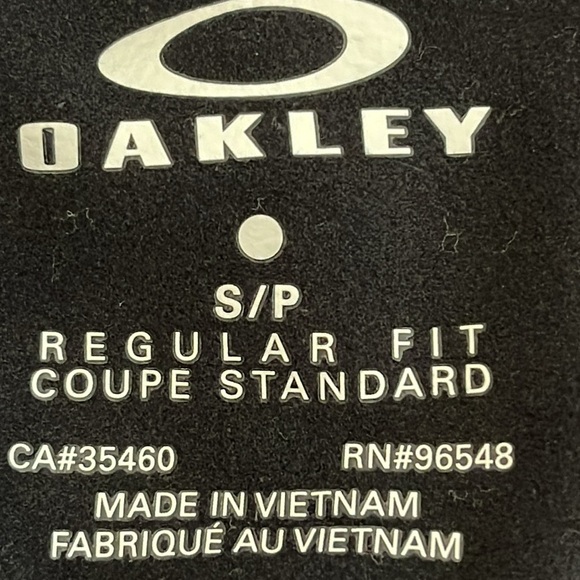 OAKLEY
S/P
REGULAR FIT
COUPE STANDARD
CA#35460 RN#96548
MADE IN VIETNAM
FABRIQUÉ AU VIETNAM